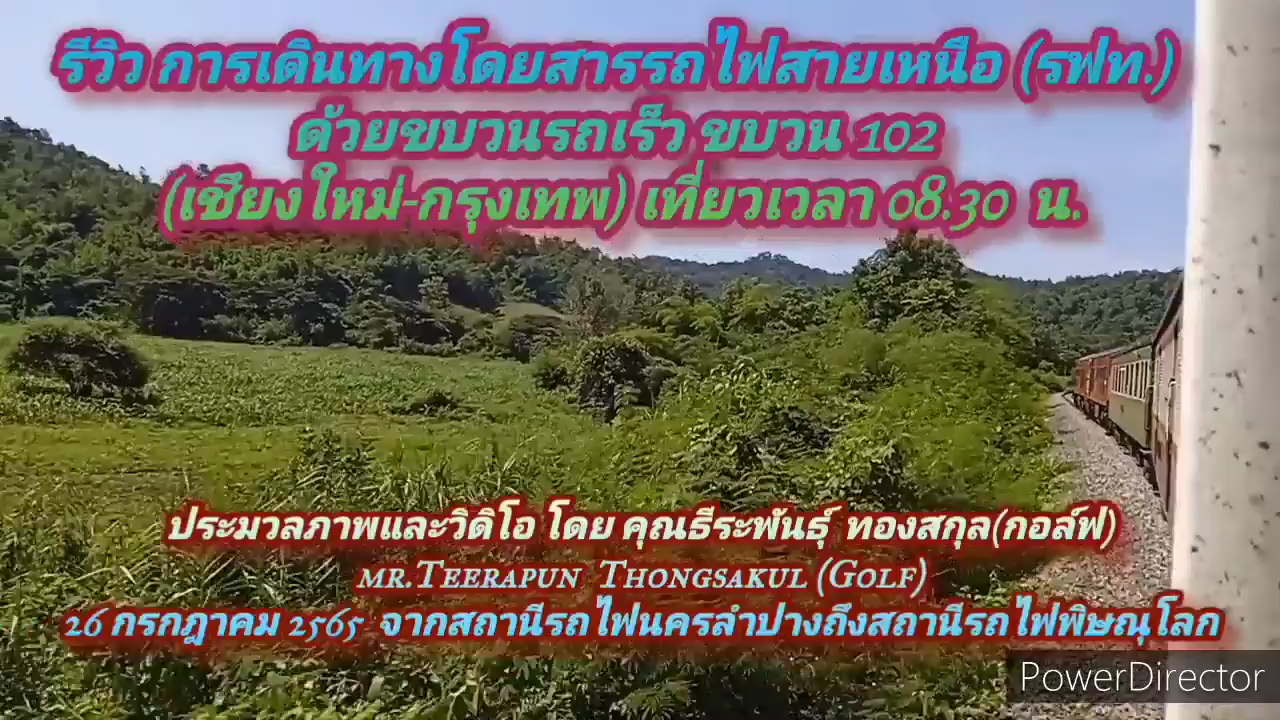 รีวิว การเดินทางโดยสารรถไฟสายเหนือ (รฟท.)
ด้วยขบวนรถเร็ว ขบวน 102
(เชียงใหม่-กรุงเทพ) เที่ยวเวลา 08.30 น.
ประมวลภาพและวิดิโอ โดย คุณธีระพันธุ์ ทองสกุล(กอล์ฟ)
MR.TEERAPUN THONGSAKUL (GOLF)
26 กรกฎาคม 2565 จากสถานีรถไฟนครลำปางถึงสถานีรถไฟพิษณุโลก
PowerDirector